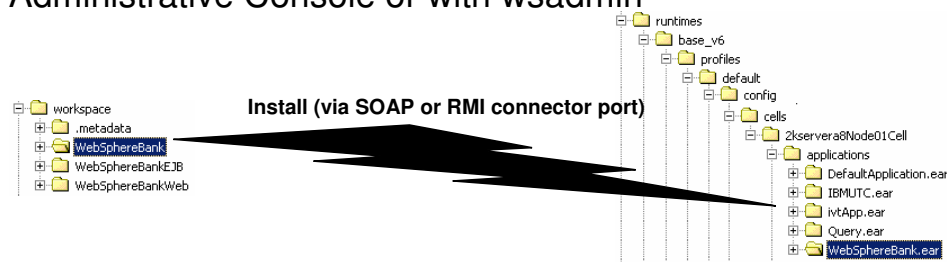 Administrative Console or with wsadmin
runtimes
base_v6
profiles
default
config
cells
2kservera8Node01Cell
applications
DefaultApplication.ear
IBMUTC.ear
ivtApp.ear
Query.ear
WebSphereBank.ear
Install (via SOAP or RMI connector port)
workspace
.metadata
WebSphereBank
WebSphereBankEJB
WebSphereBankWeb